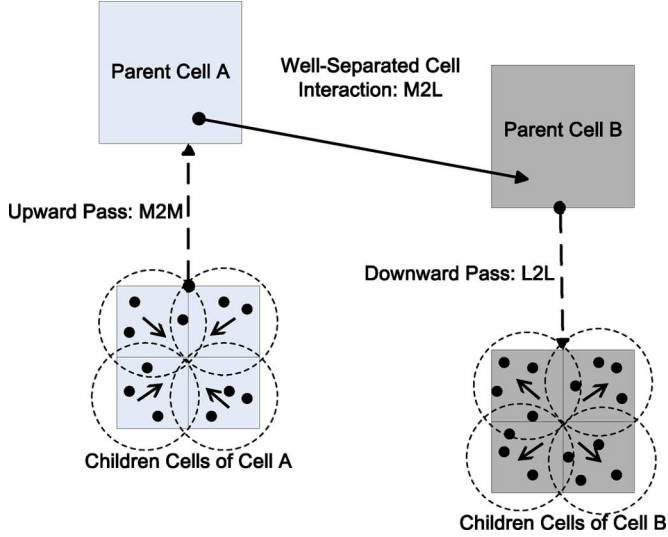 Parent Cell A
Well-Separated Cell
Interaction: M2L
Parent Cell B
Upward Pass: M2M
Downward Pass: L2L
Children Cells of Cell A
Children Cells of Cell B